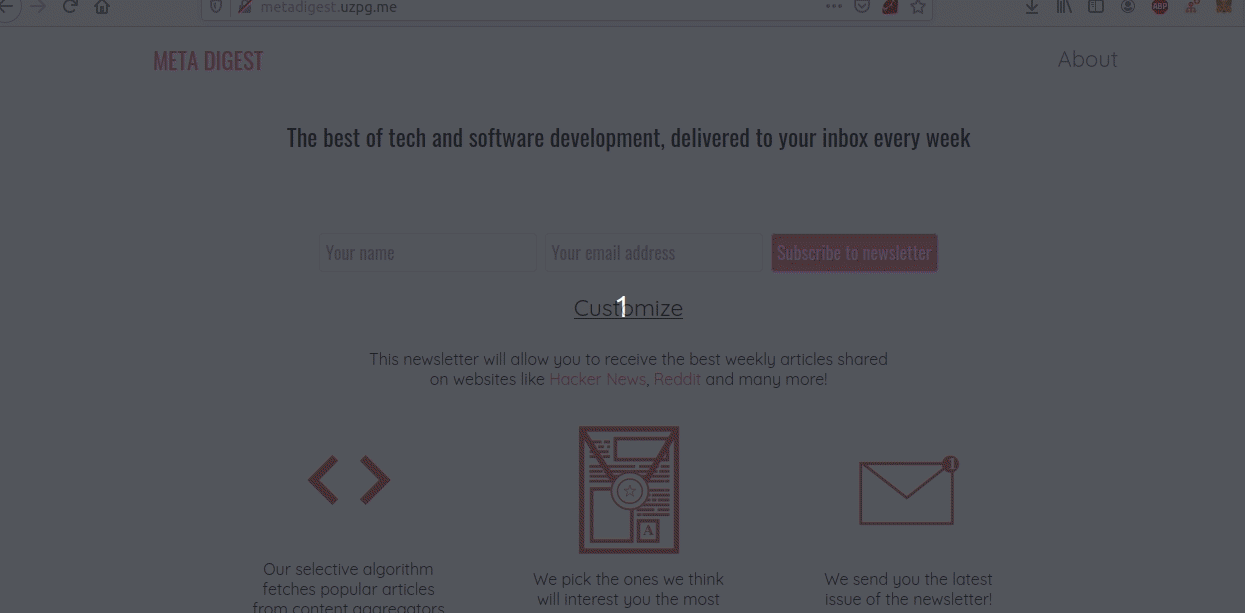 metadigest.uzpg.me
ABP
META DIGEST
About
The best of tech and software development, delivered to your inbox every week
Your name
Your email address
Subscribe to newsletter
Customize
1
This newsletter will allow you to receive the best weekly articles shared
on websites like Hacker News, Reddit and many more!
A
1
Our selective algorithm
fetches popular articles
from content aggregators
We pick the ones we think
will interest you the most
We send you the latest
issue of the newsletter!